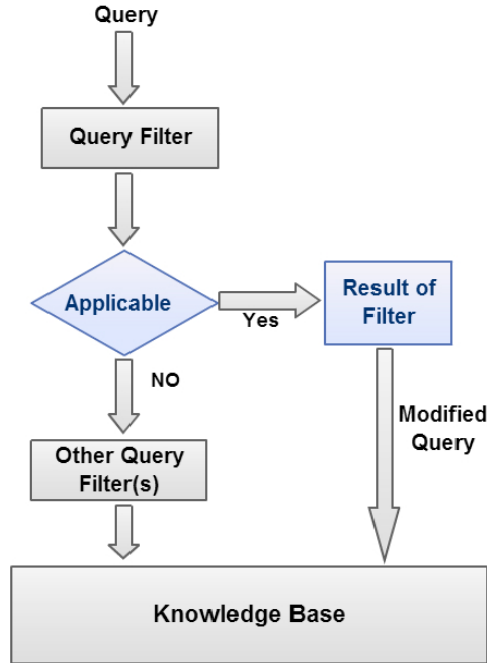 Query
Query Filter
Applicable
Yes
Result of
Filter
NO
Modified
Query
Other Query
Filter(s)
Knowledge Base